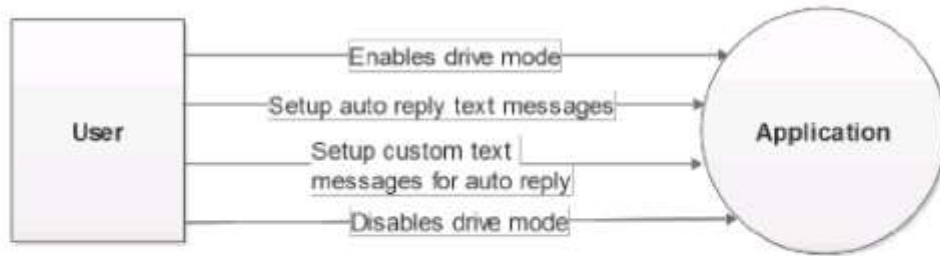 Enables drive mode
Setup auto reply text messages
User
Application
Setup custom text
messages for auto reply
Disables drive mode